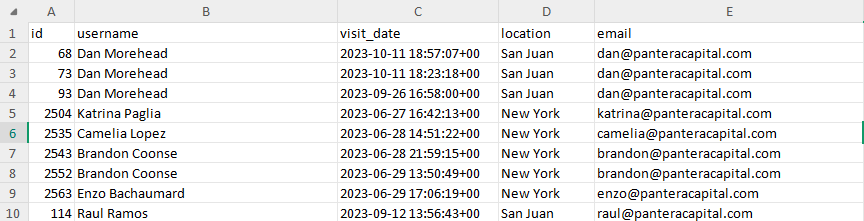 A B C D E
1 id username visit_date location email
2 68 Dan Morehead 2023-10-11 18:57:07+00 San Juan dan@panteracapital.com
3 73 Dan Morehead 2023-10-11 18:23:18+00 San Juan dan@panteracapital.com
4 93 Dan Morehead 2023-09-26 16:58:00+00 San Juan dan@panteracapital.com
5 2504 Katrina Paglia 2023-06-27 16:42:13+00 New York katrina@panteracapital.com
6 2535 Camelia Lopez 2023-06-28 14:51:22+00 New York camelia@panteracapital.com
7 2543 Brandon Coonse 2023-06-28 21:59:15+00 New York brandon@panteracapital.com
8 2552 Brandon Coonse 2023-06-29 13:50:49+00 New York brandon@panteracapital.com
9 2563 Enzo Bachaumard 2023-06-29 17:06:19+00 New York enzo@panteracapital.com
10 114 Raul Ramos 2023-09-12 13:56:43+00 San Juan raul@panteracapital.com